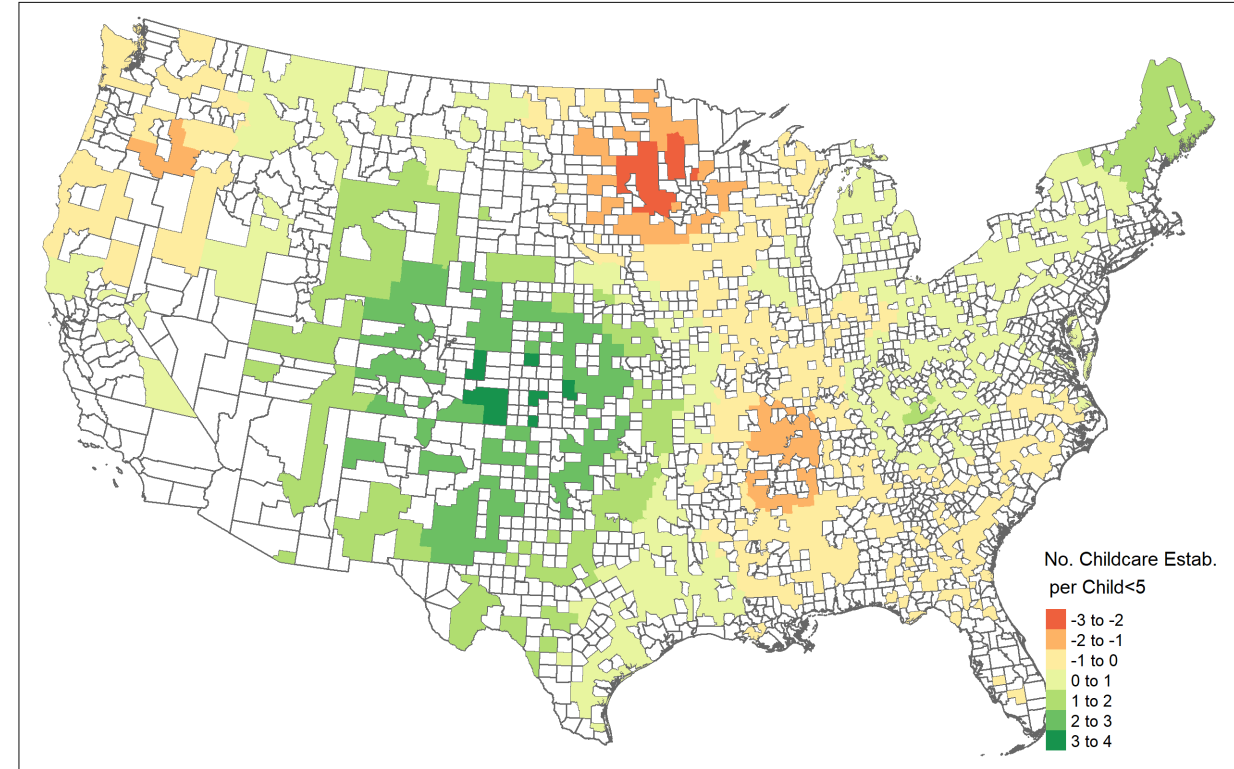 No. Childcare Estab.
per Child<5
-3 to -2
-2 to -1
-1 to 0
0 to 1
1 to 2
2 to 3
3 to 4